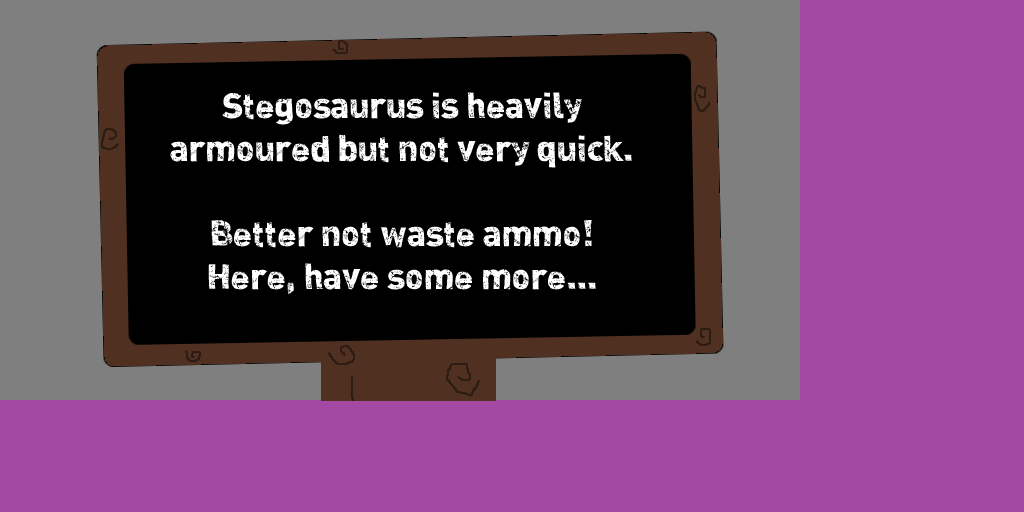 Stegosaurus is heavily
armoured but not very quick.
Better not waste ammo!
Here, have some more...